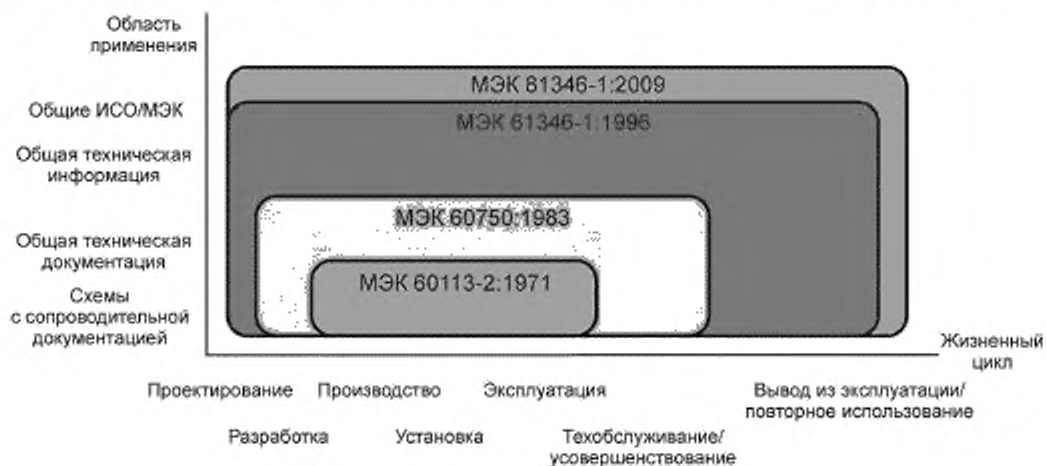 Область
применения
МЭК 81346-1:2009
Общие ИСО/МЭК
МЭК 61346-1:1996
Общая техническая
информация
МЭК 60750:1983
Общая техническая
документация
МЭК 60113-2:1971
Схемы
с сопроводительной
документацией
Жизненный
цикл
Проектирование
Производство
Эксплуатация
Вывод из эксплуатации/
повторное использование
Разработка
Установка
Техобслуживание/
усовершенствование